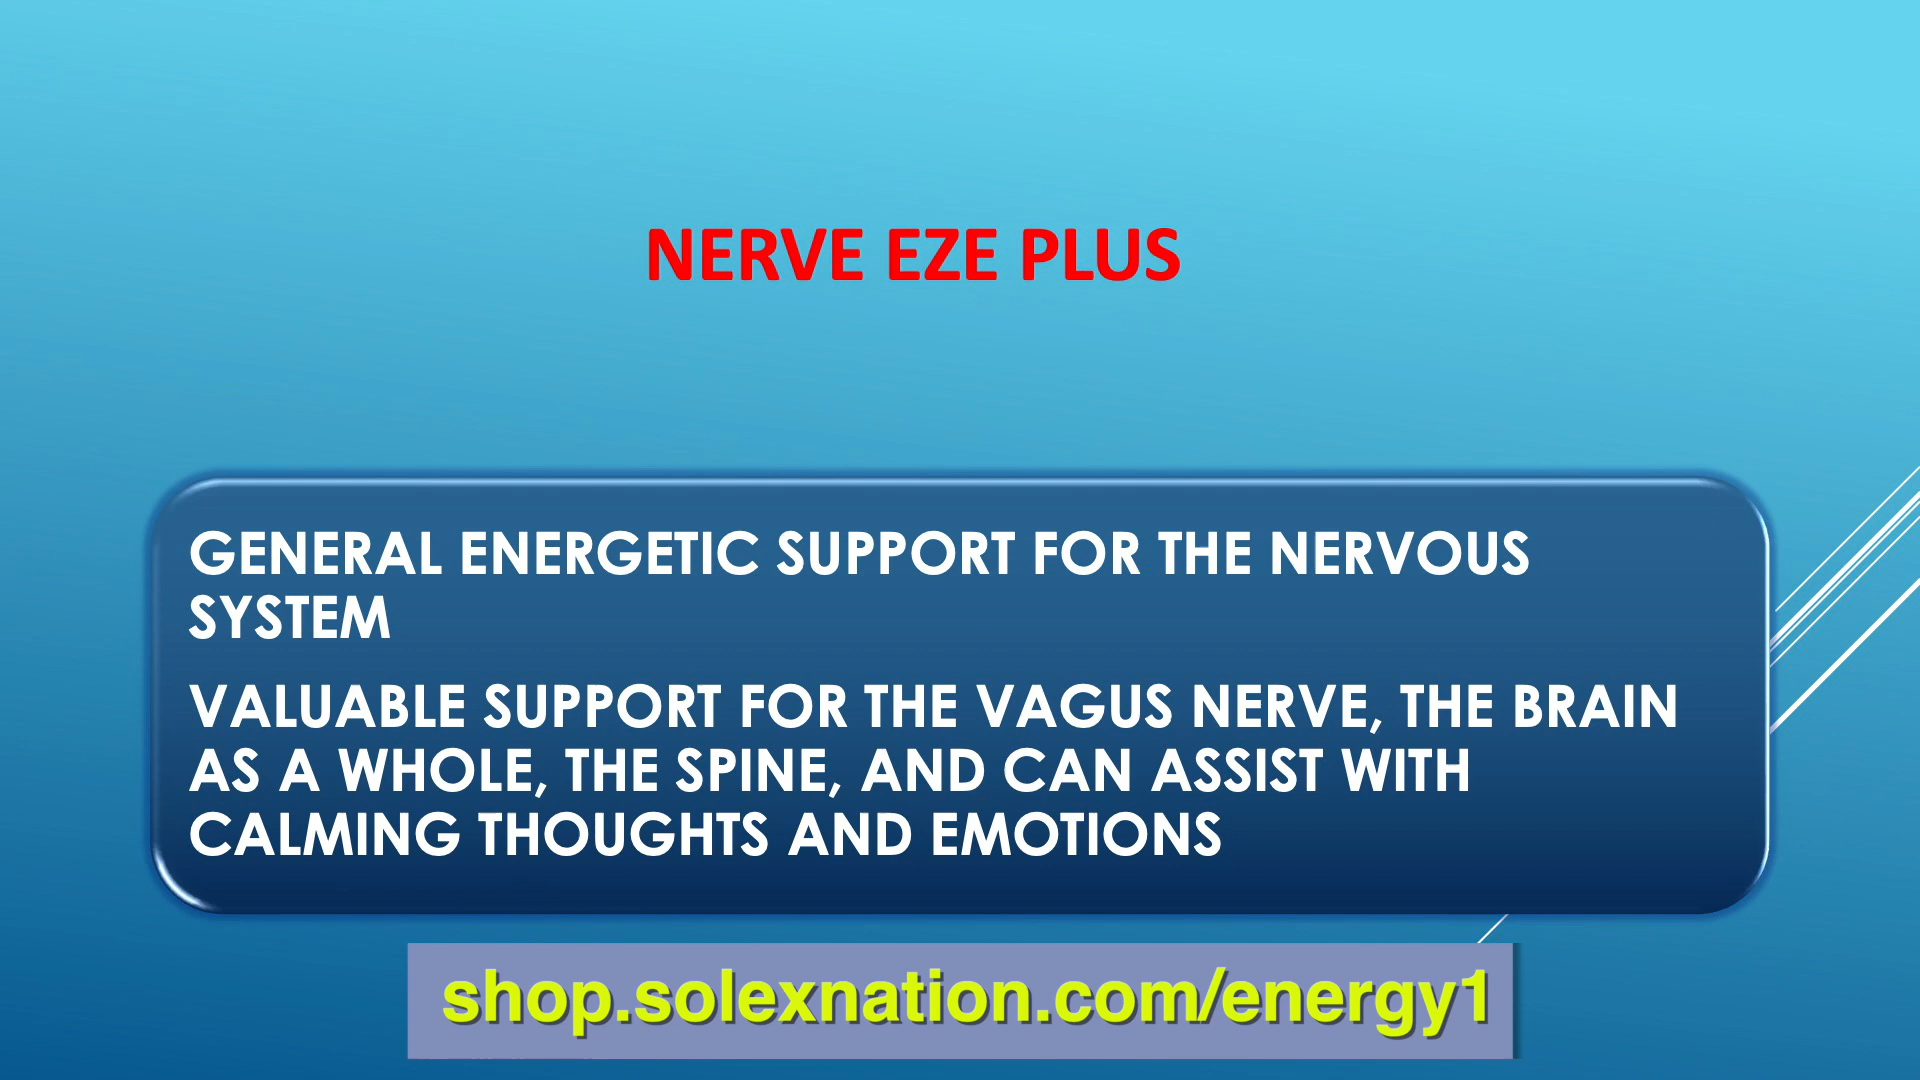 NERVE EZE PLUS
GENERAL ENERGETIC SUPPORT FOR THE NERVOUS
SYSTEM
VALUABLE SUPPORT FOR THE VAGUS NERVE, THE BRAIN
AS A WHOLE, THE SPINE, AND CAN ASSIST WITH
CALMING THOUGHTS AND EMOTIONS
shop.solexnation.com/energy1